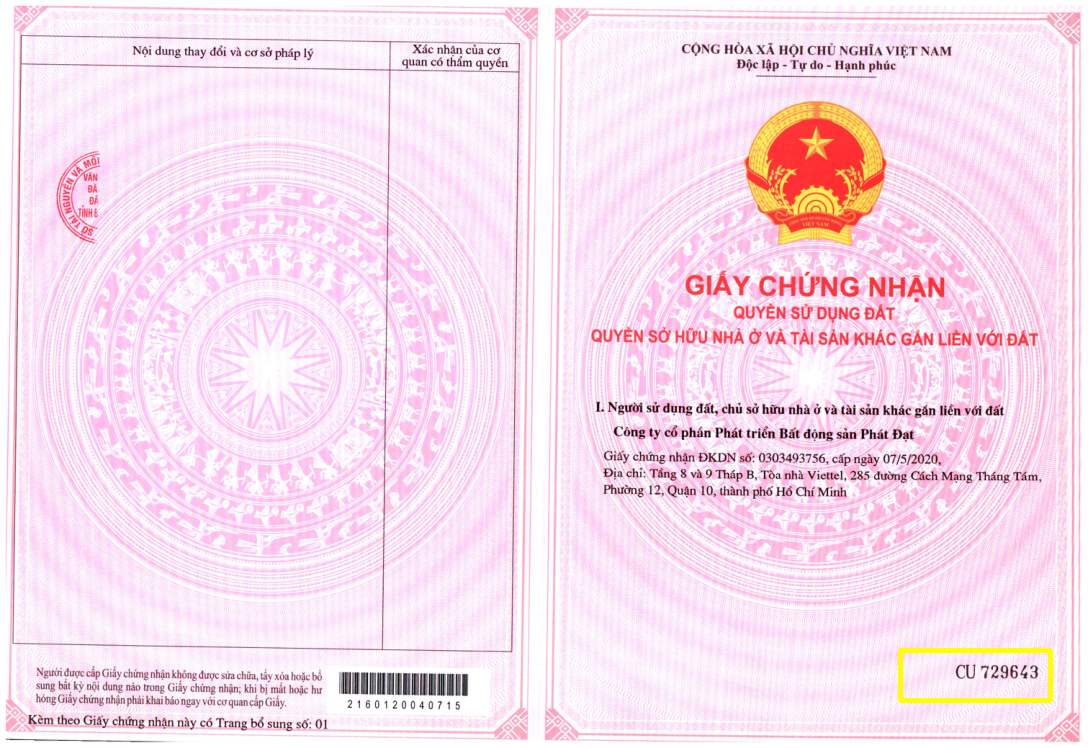 Nội dung thay đổi và cơ sở pháp lý
Xác nhận của cơ
quan có thẩm quyền
SỞ TÀI NGUYÊN VÀ MÔI
VĂN
ĐĂ
ĐẤ
TỈNH B
Người được cấp Giấy chứng nhận không được sửa chữa, tẩy xóa hoặc bổ
sung bất kỳ nội dung nào trong Giấy chứng nhận; khi bị mất hoặc hư
hỏng Giấy chứng nhận phải khai báo ngay với cơ quan cấp Giấy.
2160120040715
Kèm theo Giấy chứng nhận này có Trang bổ sung số: 01
CỘNG HÒA XÃ HỘI CHỦ NGHĨA VIỆT NAM
Độc lập - Tự do - Hạnh phúc
VIỆT NAM
GIẤY CHỨNG NHẬN
QUYỀN SỬ DỤNG ĐẤT
QUYỀN SỞ HỮU NHÀ Ở VÀ TÀI SẢN KHÁC GẮN LIỀN VỚI ĐẤT
I. Người sử dụng đất, chủ sở hữu nhà ở và tài sản khác gắn liền với đất
Công ty cổ phần Phát triển Bất động sản Phát Đạt
Giấy chứng nhận ĐKDN số: 0303493756, cấp ngày 07/5/2020,
Địa chỉ: Tầng 8 và 9 Tháp B, Tòa nhà Viettel, 285 đường Cách Mạng Tháng Tám,
Phường 12, Quận 10, thành phố Hồ Chí Minh
CU 729643